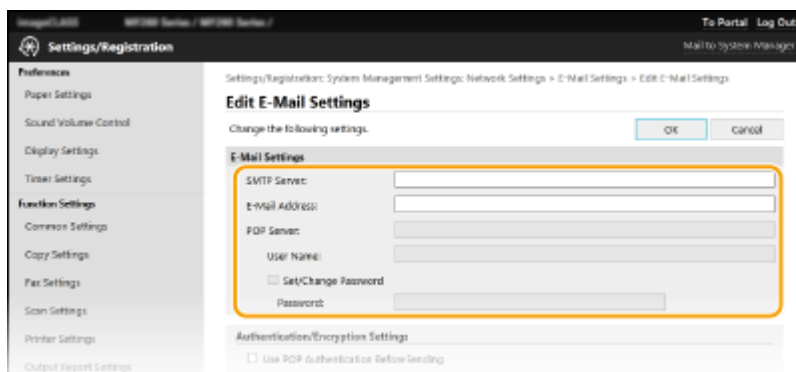 To Portal Log Out
Settings/Registration
Mail to System Manager
Preferences
Paper Settings
Sound Volume Control
Display Settings
Timer Settings
Function Settings
Common Settings
Copy Settings
Fax Settings
Scan Settings
Printer Settings
Output Report Settings
Settings/Registration: System Management Settings: Network Settings > E-Mail Settings > Edit E-Mail Settings
Edit E-Mail Settings
Change the following settings.
OK
Cancel
E-Mail Settings
SMTP Server:
E-Mail Address:
POP Server:
User Name:
Set/Change Password
Password:
Authentication/Encryption Settings
Use POP Authentication Before Sending